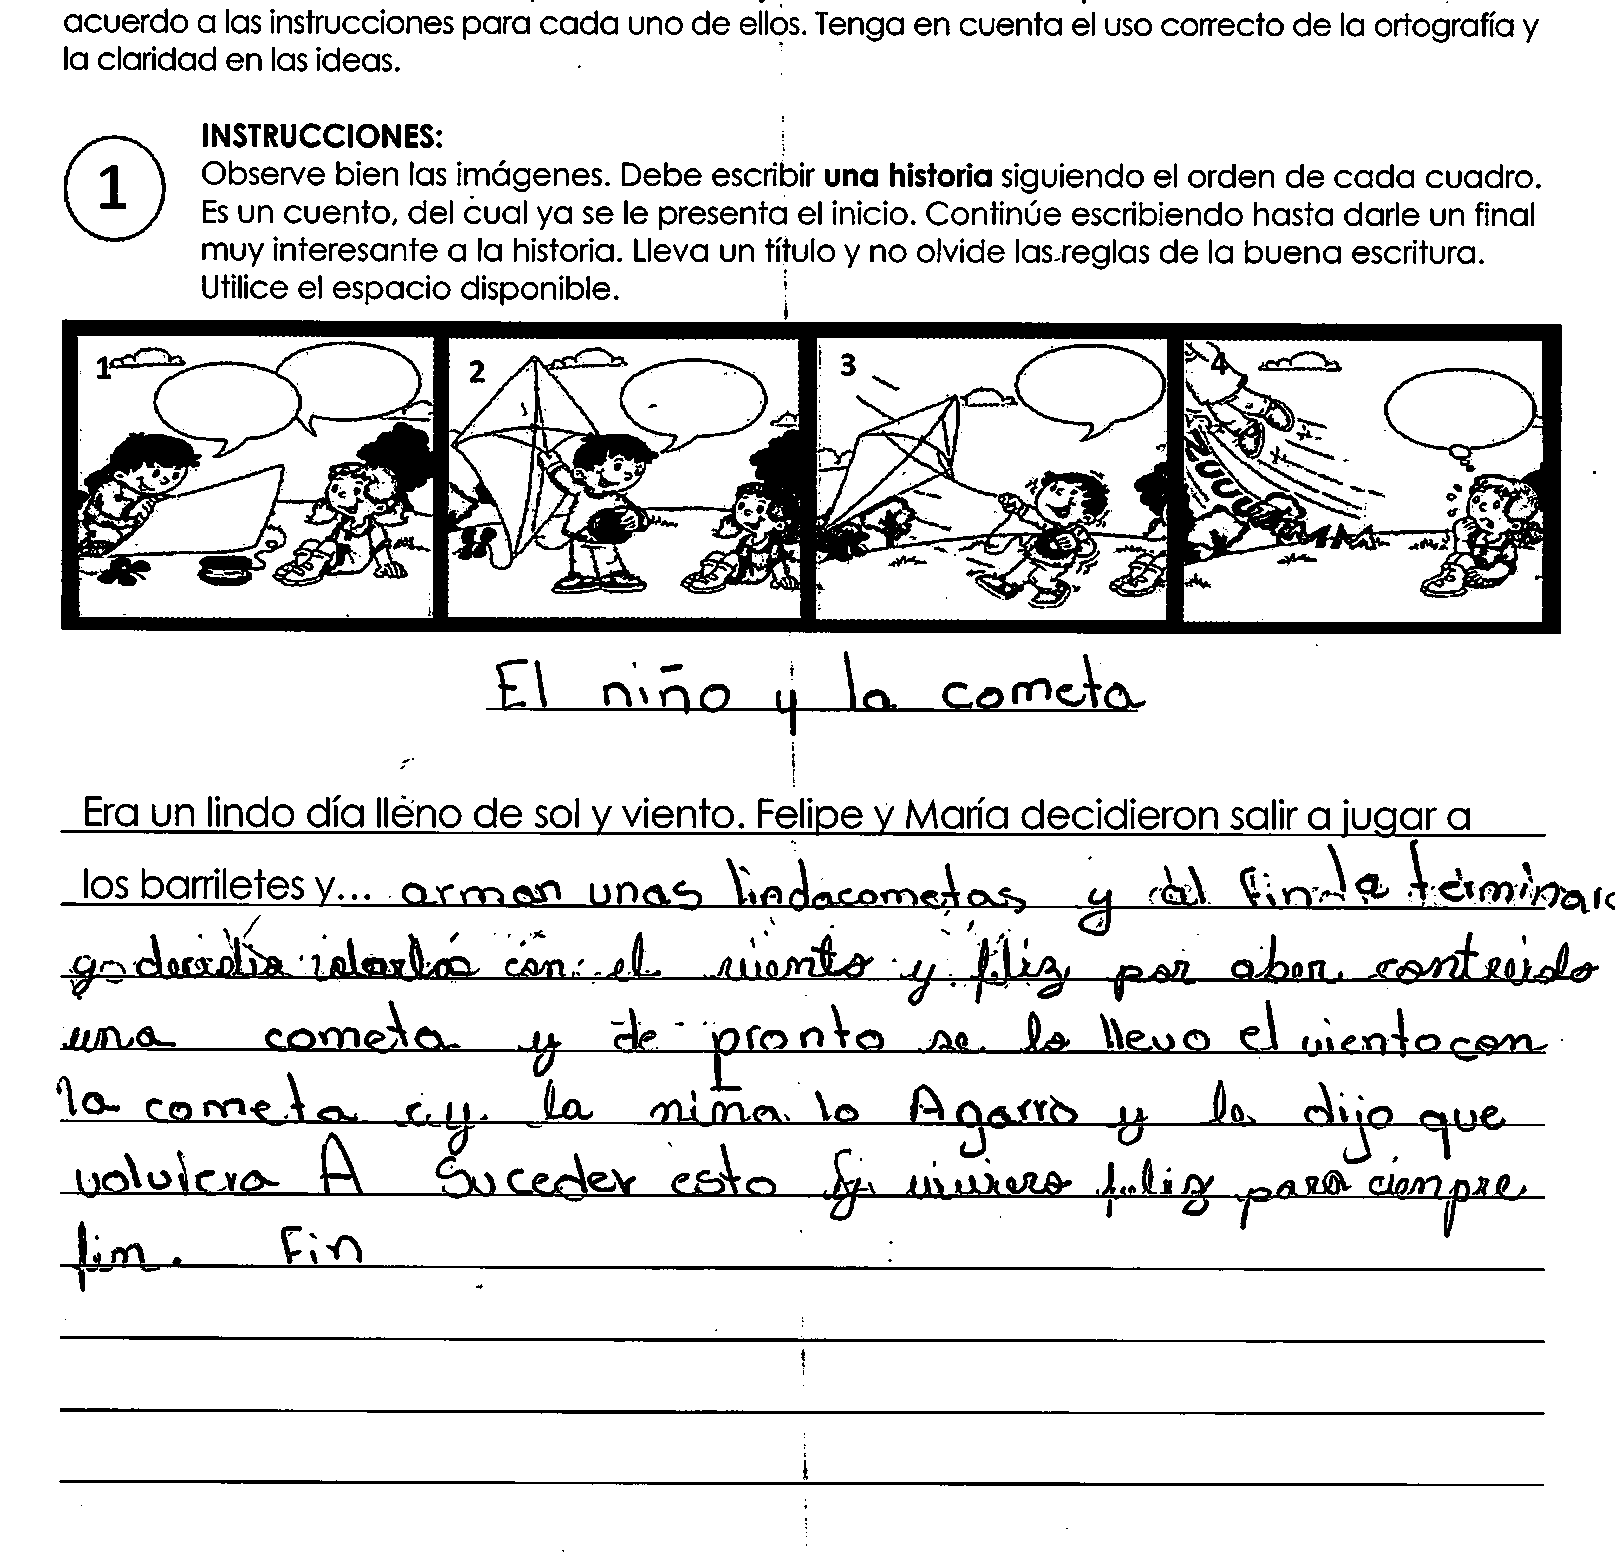 acuerdo a las instrucciones para cada uno de ellos. Tenga en cuenta el uso correcto de la ortografía y
la claridad en las ideas.
INSTRUCCIONES:
1
Observe bien las imágenes. Debe escribir una historia siguiendo el orden de cada cuadro.
Es un cuento, del cual ya se le presenta el inicio. Continúe escribiendo hasta darle un final
muy interesante a la historia. Lleva un título y no olvide las reglas de la buena escritura.
Utilice el espacio disponible.
1 2 3 4
El niño y la cometa
Era un lindo día lleno de sol y viento. Felipe y María decidieron salir a jugar a
los barriletes y... arman unas lindacometas y al fin la terminaro
con el viento y feliz por aber
una cometa y de pronto se lo llevo el viento con
la cometa y la niña lo Agarro y le dijo que
volviera A Suceder esto feliz para ciempre
fin. Fin